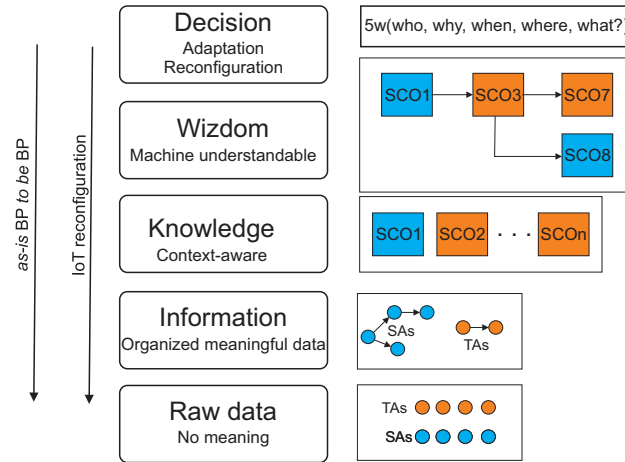 Decision
Adaptation
Reconfiguration
5w(who, why, when, where, what?)
as-is BP to be BP
IoT reconfiguration
Wizdom
Machine understandable
SCO1
SCO3
SCO7
SCO8
Knowledge
Context-aware
SCO1
SCO2
. . .
SCOn
Information
Organized meaningful data
SAs
TAs
Raw data
No meaning
TAs
SAs